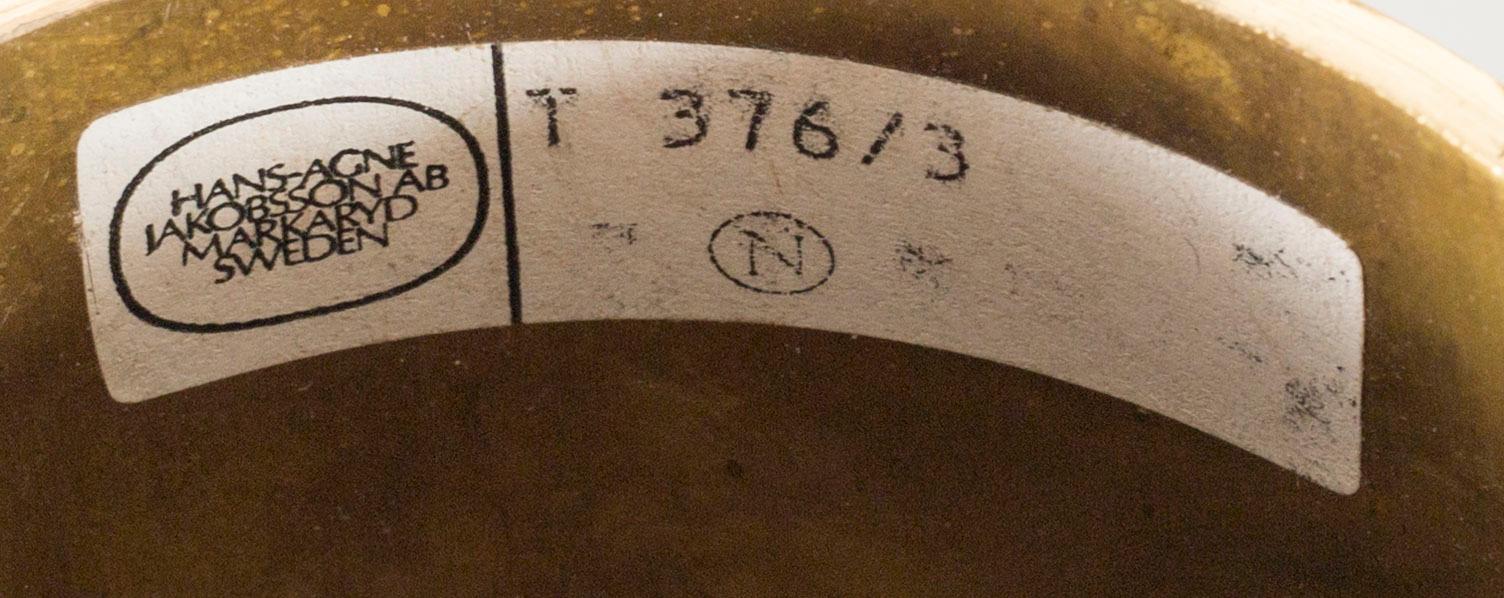 HANS-AGNE
JAKOBSSON AB
MARKARYD
SWEDEN
T 376/3
N